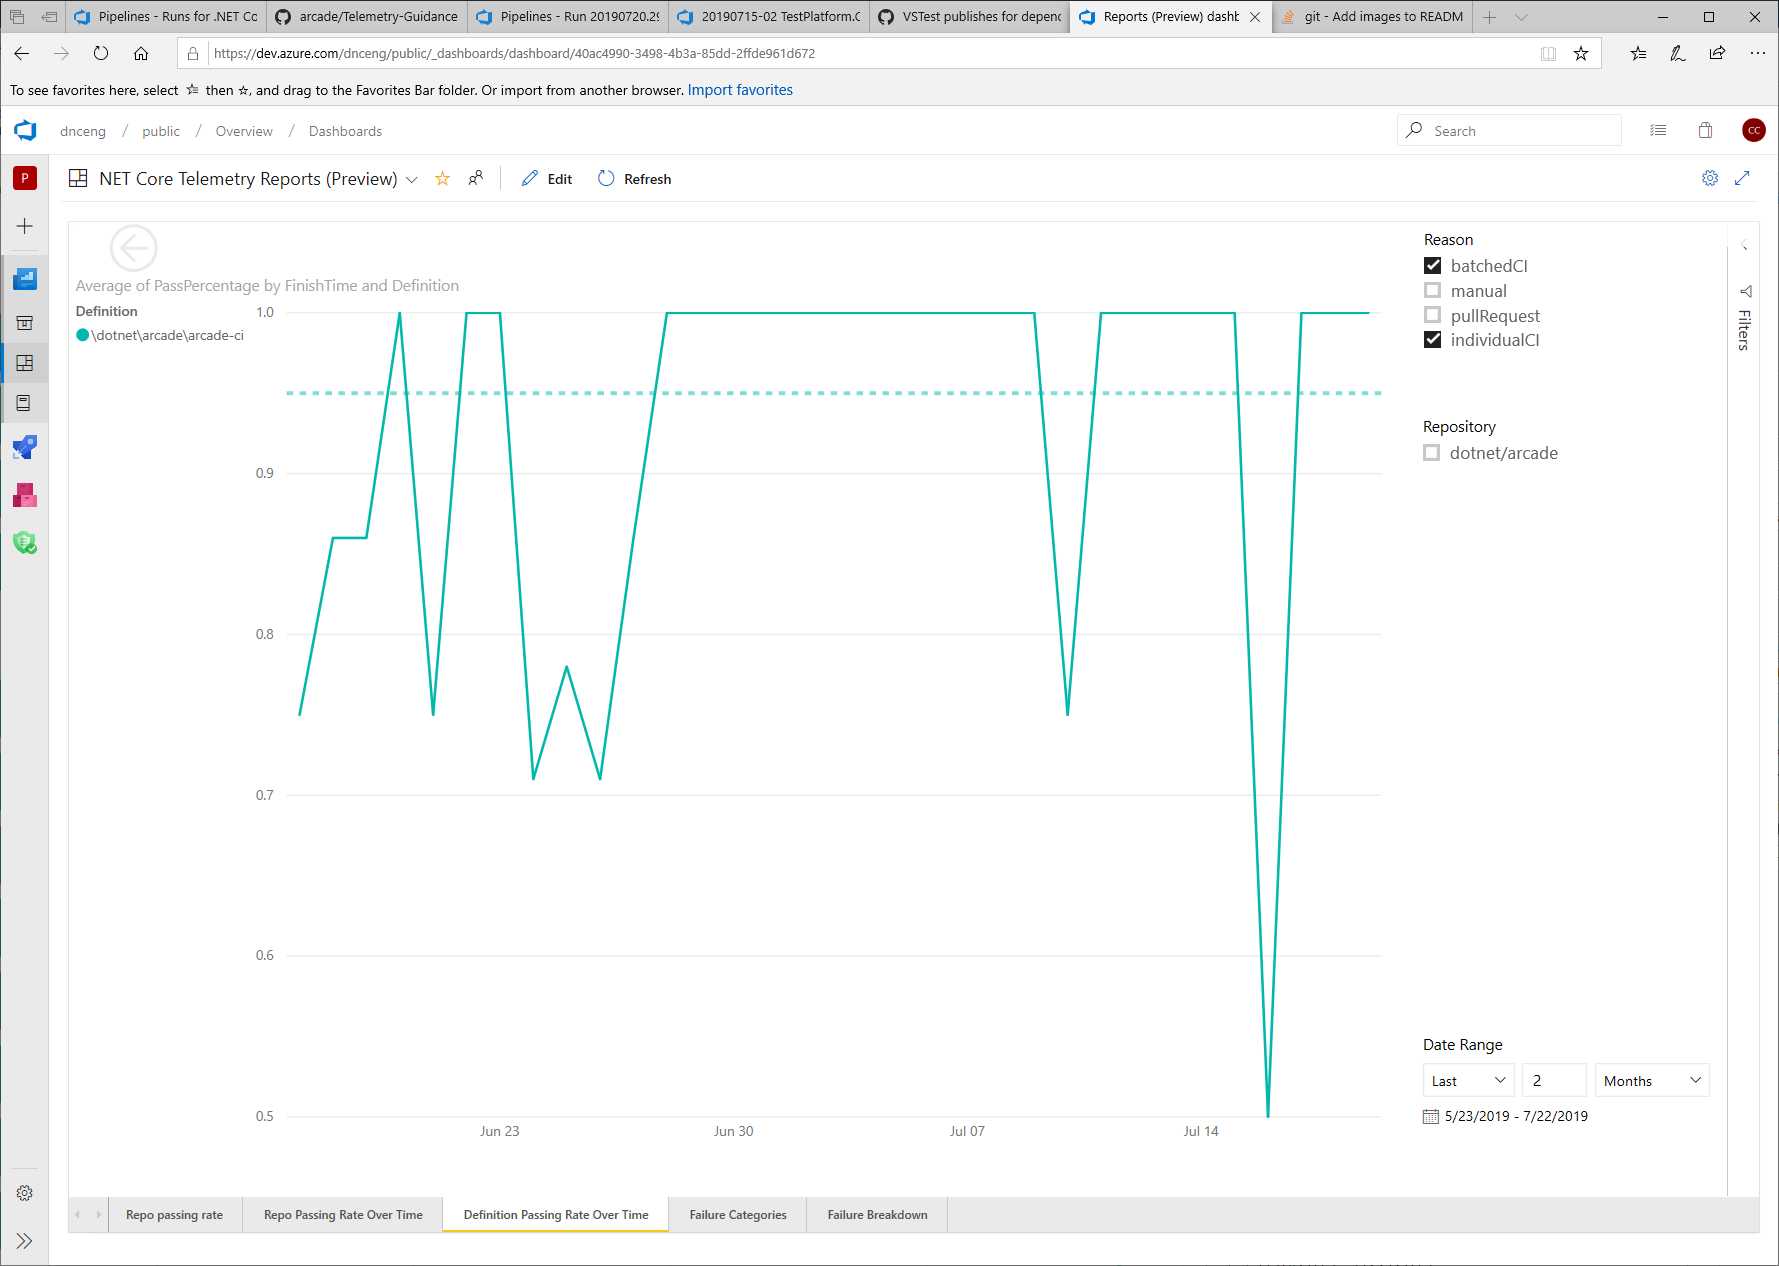 Pipelines - Runs for .NET Co
arcade/Telemetry-Guidance
Pipelines - Run 20190720.29
20190715-02 TestPlatform.C
VSTest publishes for depend
Reports (Preview) dashb
git - Add images to READM
https://dev.azure.com/dnceng/public/_dashboards/dashboard/40ac4990-3498-4b3a-85dd-2ffde961d672
To see favorites here, select then ☆, and drag to the Favorites Bar folder. Or import from another browser. Import favorites
dnceng / public / Overview / Dashboards
Search
CC
P
NET Core Telemetry Reports (Preview)
Edit
Refresh
Average of PassPercentage by FinishTime and Definition
Definition
\dotnet\arcade\arcade-ci
1.0
0.9
0.8
0.7
0.6
0.5
Jun 23
Jun 30
Jul 07
Jul 14
Reason
batchedCI
manual
pullRequest
individualCI
Repository
dotnet/arcade
Filters
Date Range
Last
2
Months
5/23/2019 - 7/22/2019
Repo passing rate
Repo Passing Rate Over Time
Definition Passing Rate Over Time
Failure Categories
Failure Breakdown